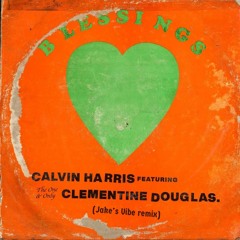 BLESSINGS
CALVIN HARRIS FEATURING
The One & Only CLEMENTINE DOUGLAS.
(Jake's Vibe remix)